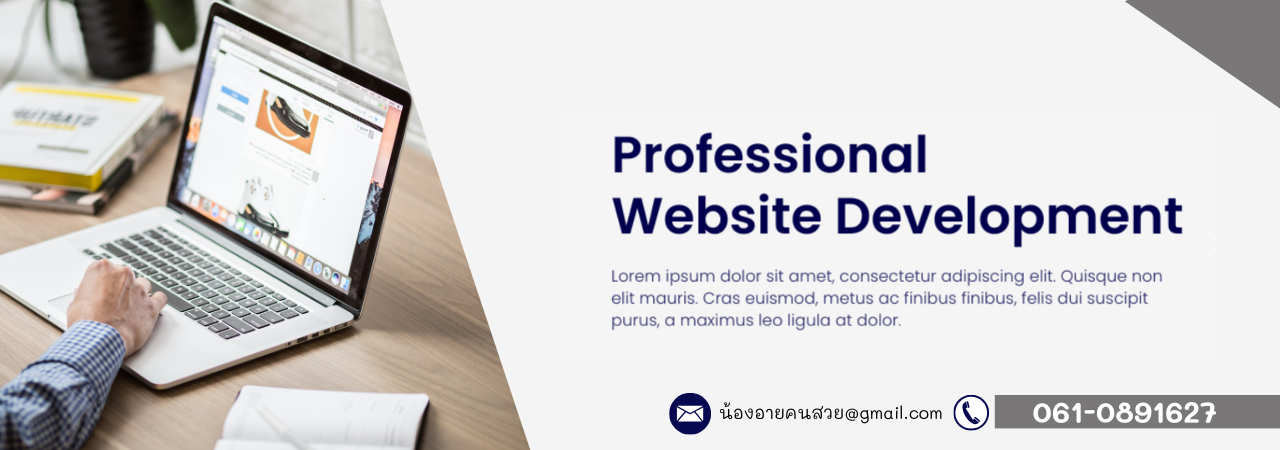 Professional
Website Development
Lorem ipsum dolor sit amet, consectetur adipiscing elit. Quisque non
elit mauris. Cras euismod, metus ac finibus finibus, felis dui suscipit
purus, a maximus leo ligula at dolor.
น้องอายคนสวย@gmail.com
061-0891627